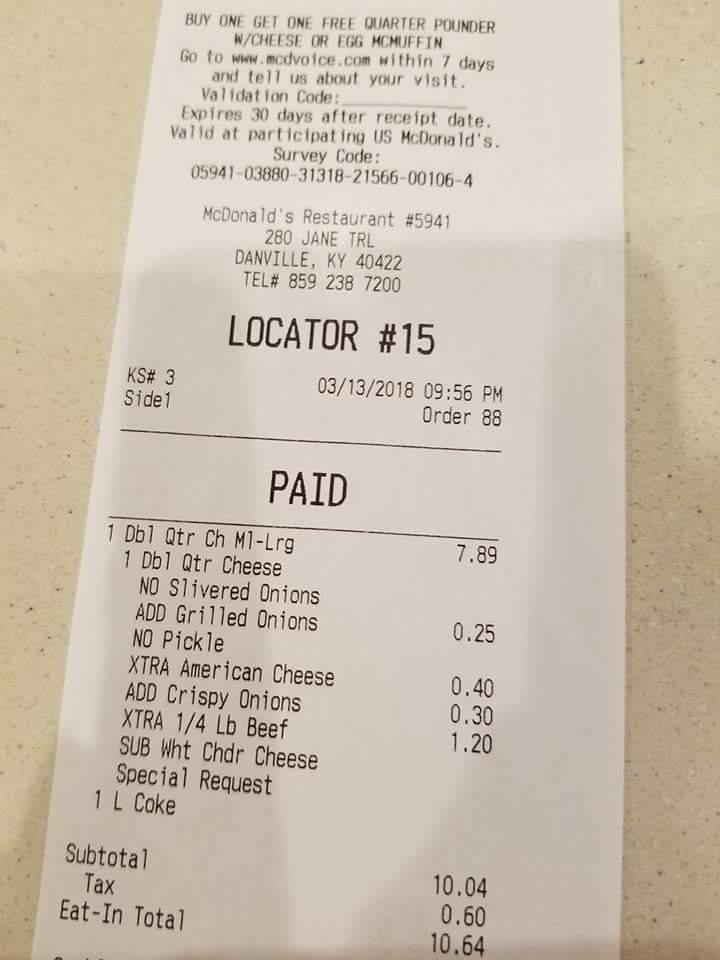 BUY ONE GET ONE FREE QUARTER POUNDER
W/CHEESE OR EGG MCMUFFIN
Go to www.mcdvoice.com within 7 days
and tell us about your visit.
Validation Code:
Expires 30 days after receipt date.
Valid at participating US McDonald's.
Survey Code:
05941-03880-31318-21566-00106-4
McDonald's Restaurant #5941
280 JANE TRL
DANVILLE, KY 40422
TEL# 859 238 7200
LOCATOR #15
KS# 3 03/13/2018 09:56 PM
Side1 Order 88
PAID
1 Dbl Qtr Ch Ml-Lrg 7.89
1 Dbl Qtr Cheese
NO Slivered Onions
ADD Grilled Onions 0.25
NO Pickle
XTRA American Cheese 0.40
ADD Crispy Onions 0.30
XTRA 1/4 Lb Beef 1.20
SUB Wht Chdr Cheese
Special Request
1 L Coke
Subtotal 10.04
Tax 0.60
Eat-In Total 10.64